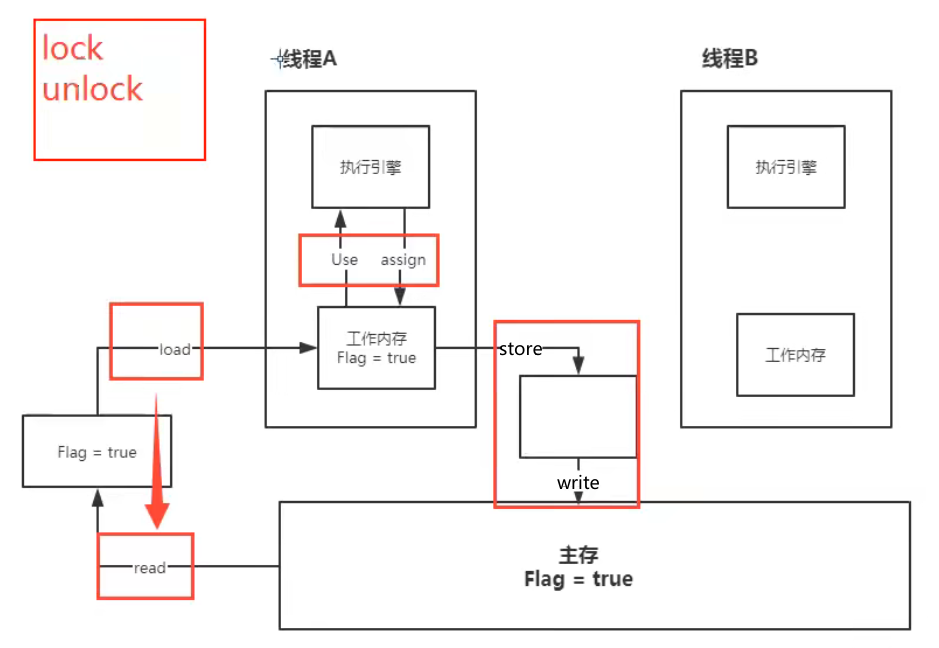 lock
unlock
线程A
线程B
执行引擎
执行引擎
Use
assign
工作内存
Flag = true
工作内存
load
store
Flag = true
write
read
主存
Flag = true